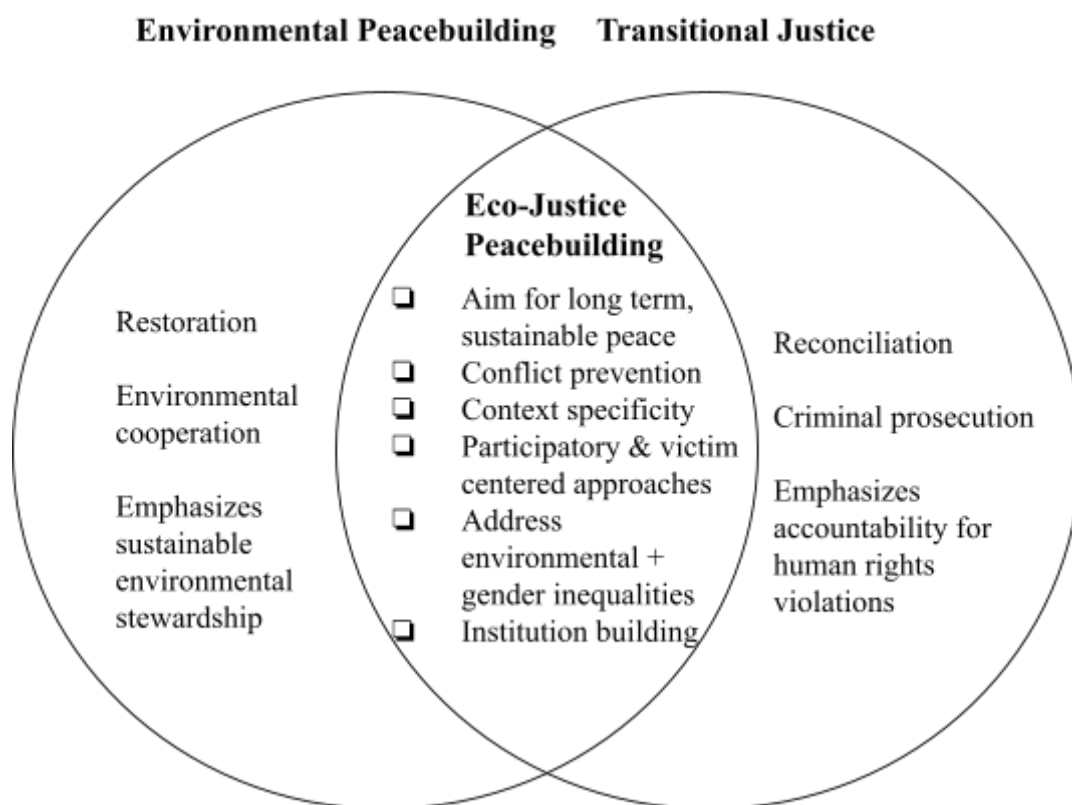 Environmental Peacebuilding Transitional Justice
Restoration
Environmental
cooperation
Emphasizes
sustainable
environmental
stewardship
Eco-Justice
Peacebuilding
❏ Aim for long term,
sustainable peace
❏ Conflict prevention
❏ Context specificity
❏ Participatory & victim
centered approaches
❏ Address
environmental +
gender inequalities
❏ Institution building
Reconciliation
Criminal prosecution
Emphasizes
accountability for
human rights
violations